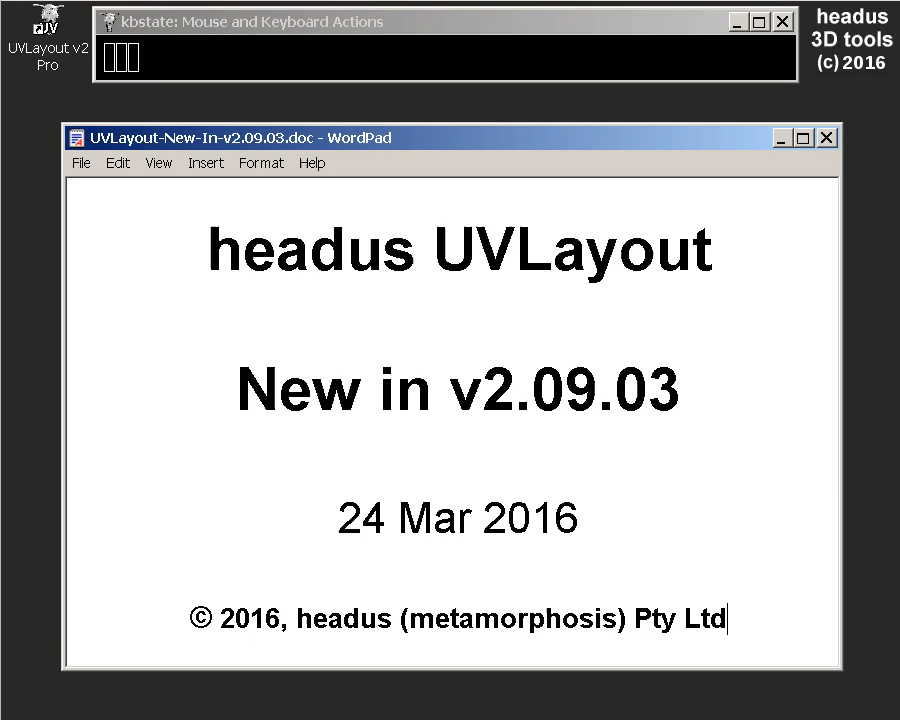 UVLayout v2
Pro
kbstate: Mouse and Keyboard Actions
headus
3D tools
(c) 2016
UVLayout-New-In-v2.09.03.doc - WordPad
File Edit View Insert Format Help
headus UVLayout
New in v2.09.03
24 Mar 2016
© 2016, headus (metamorphosis) Pty Ltd